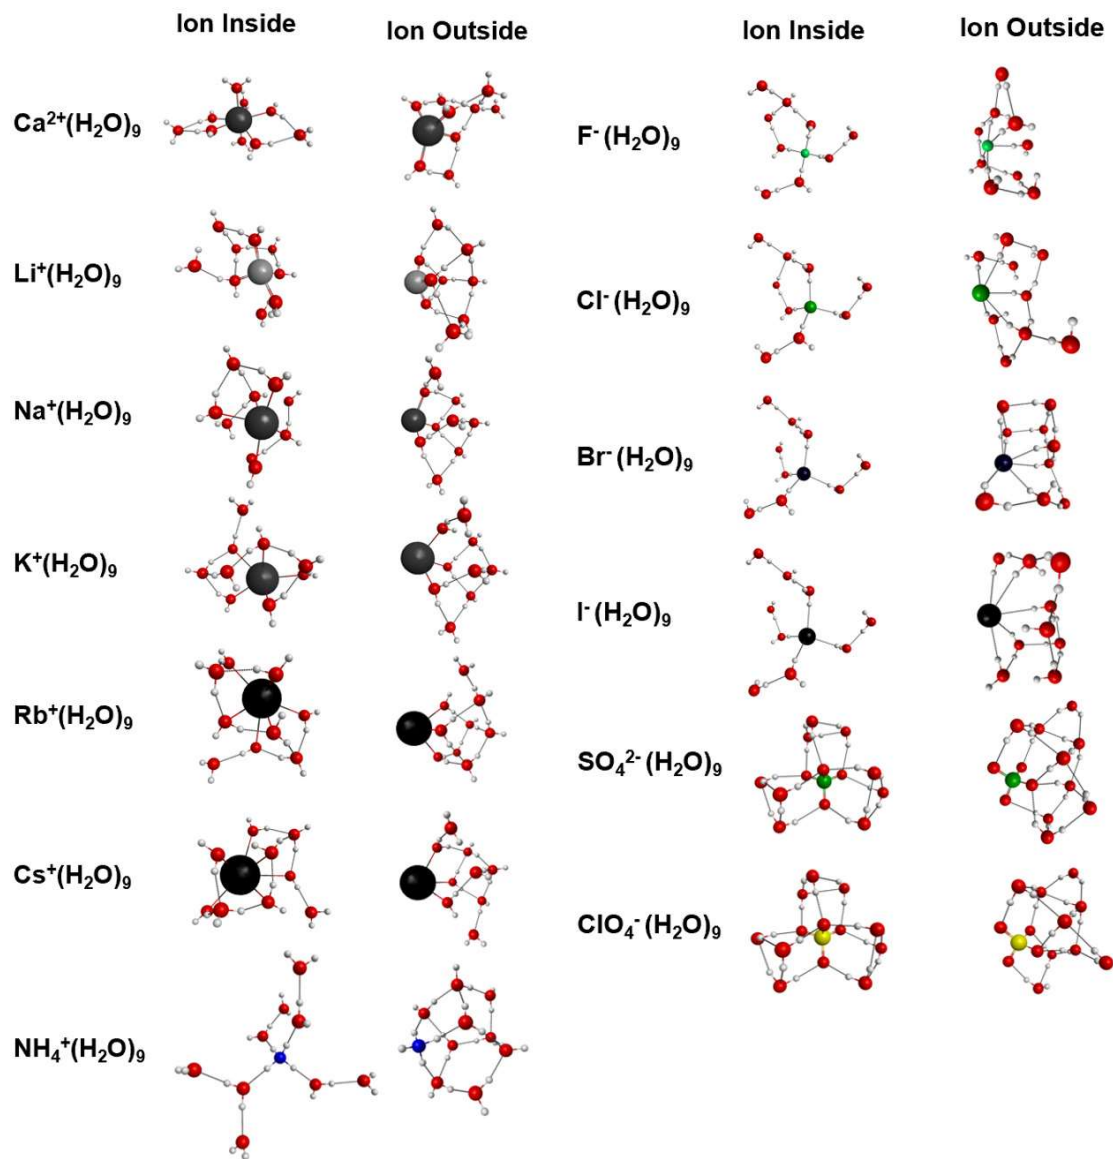 Ion Inside
Ion Outside
Ca²⁺(H₂O)₉
Li⁺(H₂O)₉
Na⁺(H₂O)₉
K⁺(H₂O)₉
Rb⁺(H₂O)₉
Cs⁺(H₂O)₉
NH₄⁺(H₂O)₉
Ion Inside
Ion Outside
F⁻(H₂O)₉
Cl⁻(H₂O)₉
Br⁻(H₂O)₉
I⁻(H₂O)₉
SO₄²⁻(H₂O)₉
ClO₄⁻(H₂O)₉